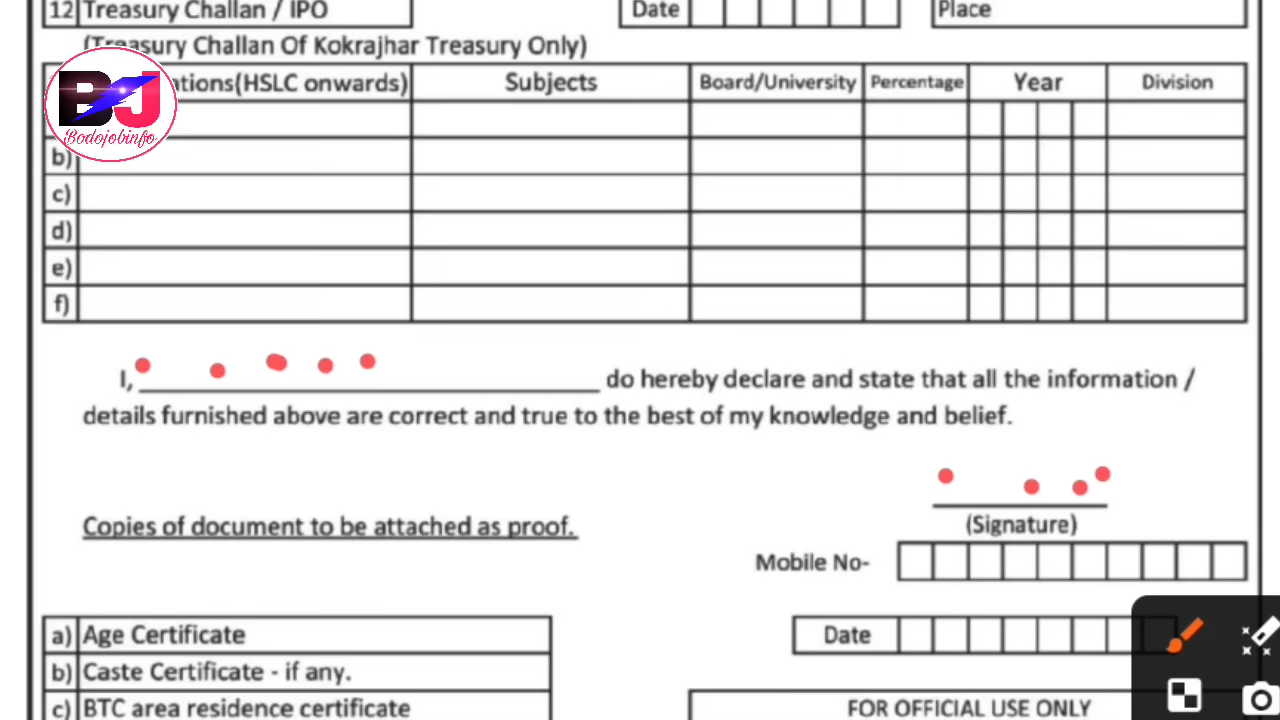 12 Treasury Challan / IPO Date Place
(Treasury Challan Of Kokrajhar Treasury Only)
BJ
Bodojobinfo
(HSLC onwards) Subjects Board/University Percentage Year Division
b)
c)
d)
e)
f)
I, do hereby declare and state that all the information /
details furnished above are correct and true to the best of my knowledge and belief.
Copies of document to be attached as prof. (Signature)
Mobile No-
a) Age Certificate Date
b) Caste Certificate - if any.
c) BTC area residence certificate FOR OFFICIAL USE ONLY